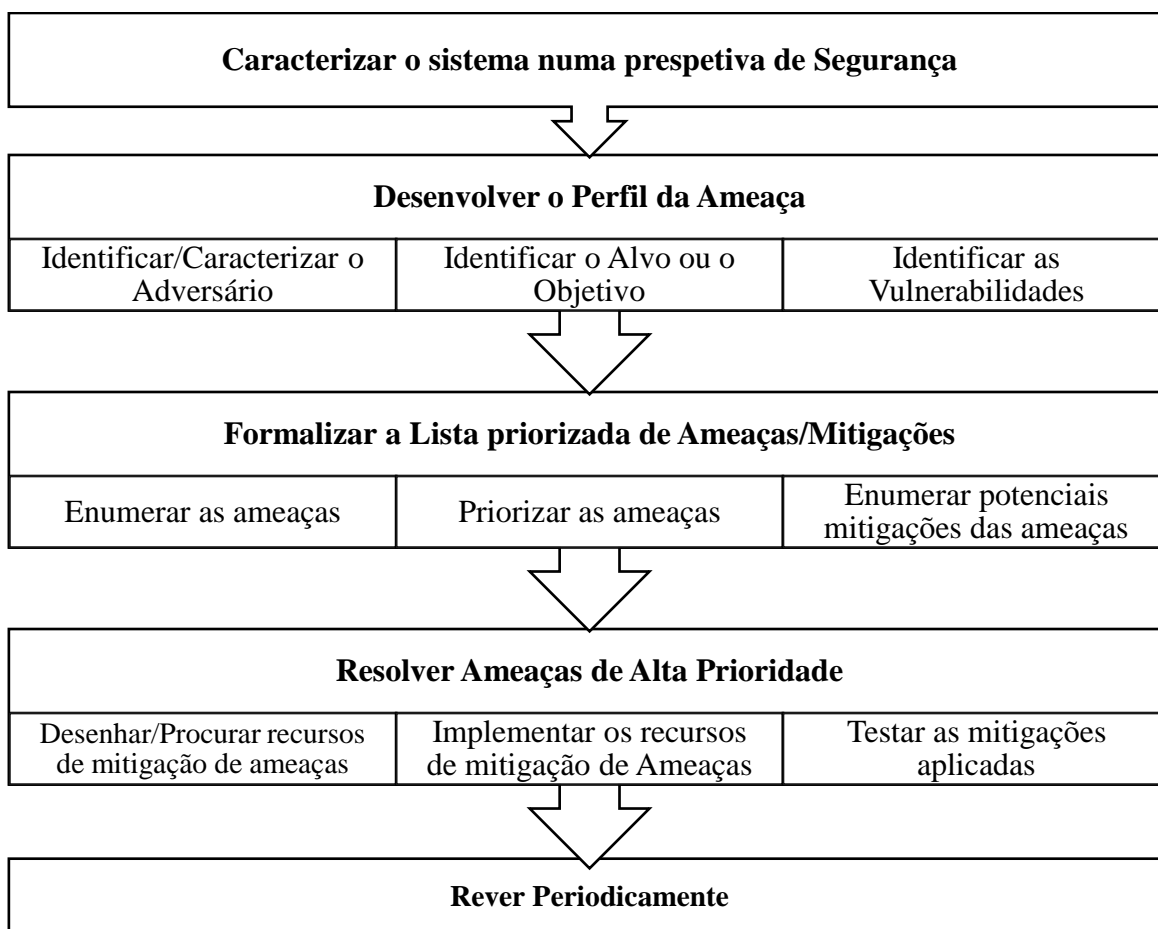 Caracterizar o sistema numa prespetiva de Segurança
Desenvolver o Perfil da Ameaça
Identificar/Caracterizar o
Adversário
Identificar o Alvo ou o
Objetivo
Identificar as
Vulnerabilidades
Formalizar a Lista priorizada de Ameaças/Mitigações
Enumerar as ameaças
Priorizar as ameaças
Enumerar potenciais
mitigações das ameaças
Resolver Ameaças de Alta Prioridade
Desenhar/Procurar recursos
de mitigação de ameaças
Implementar os recursos
de mitigação de Ameaças
Testar as mitigações
aplicadas
Rever Periodicamente